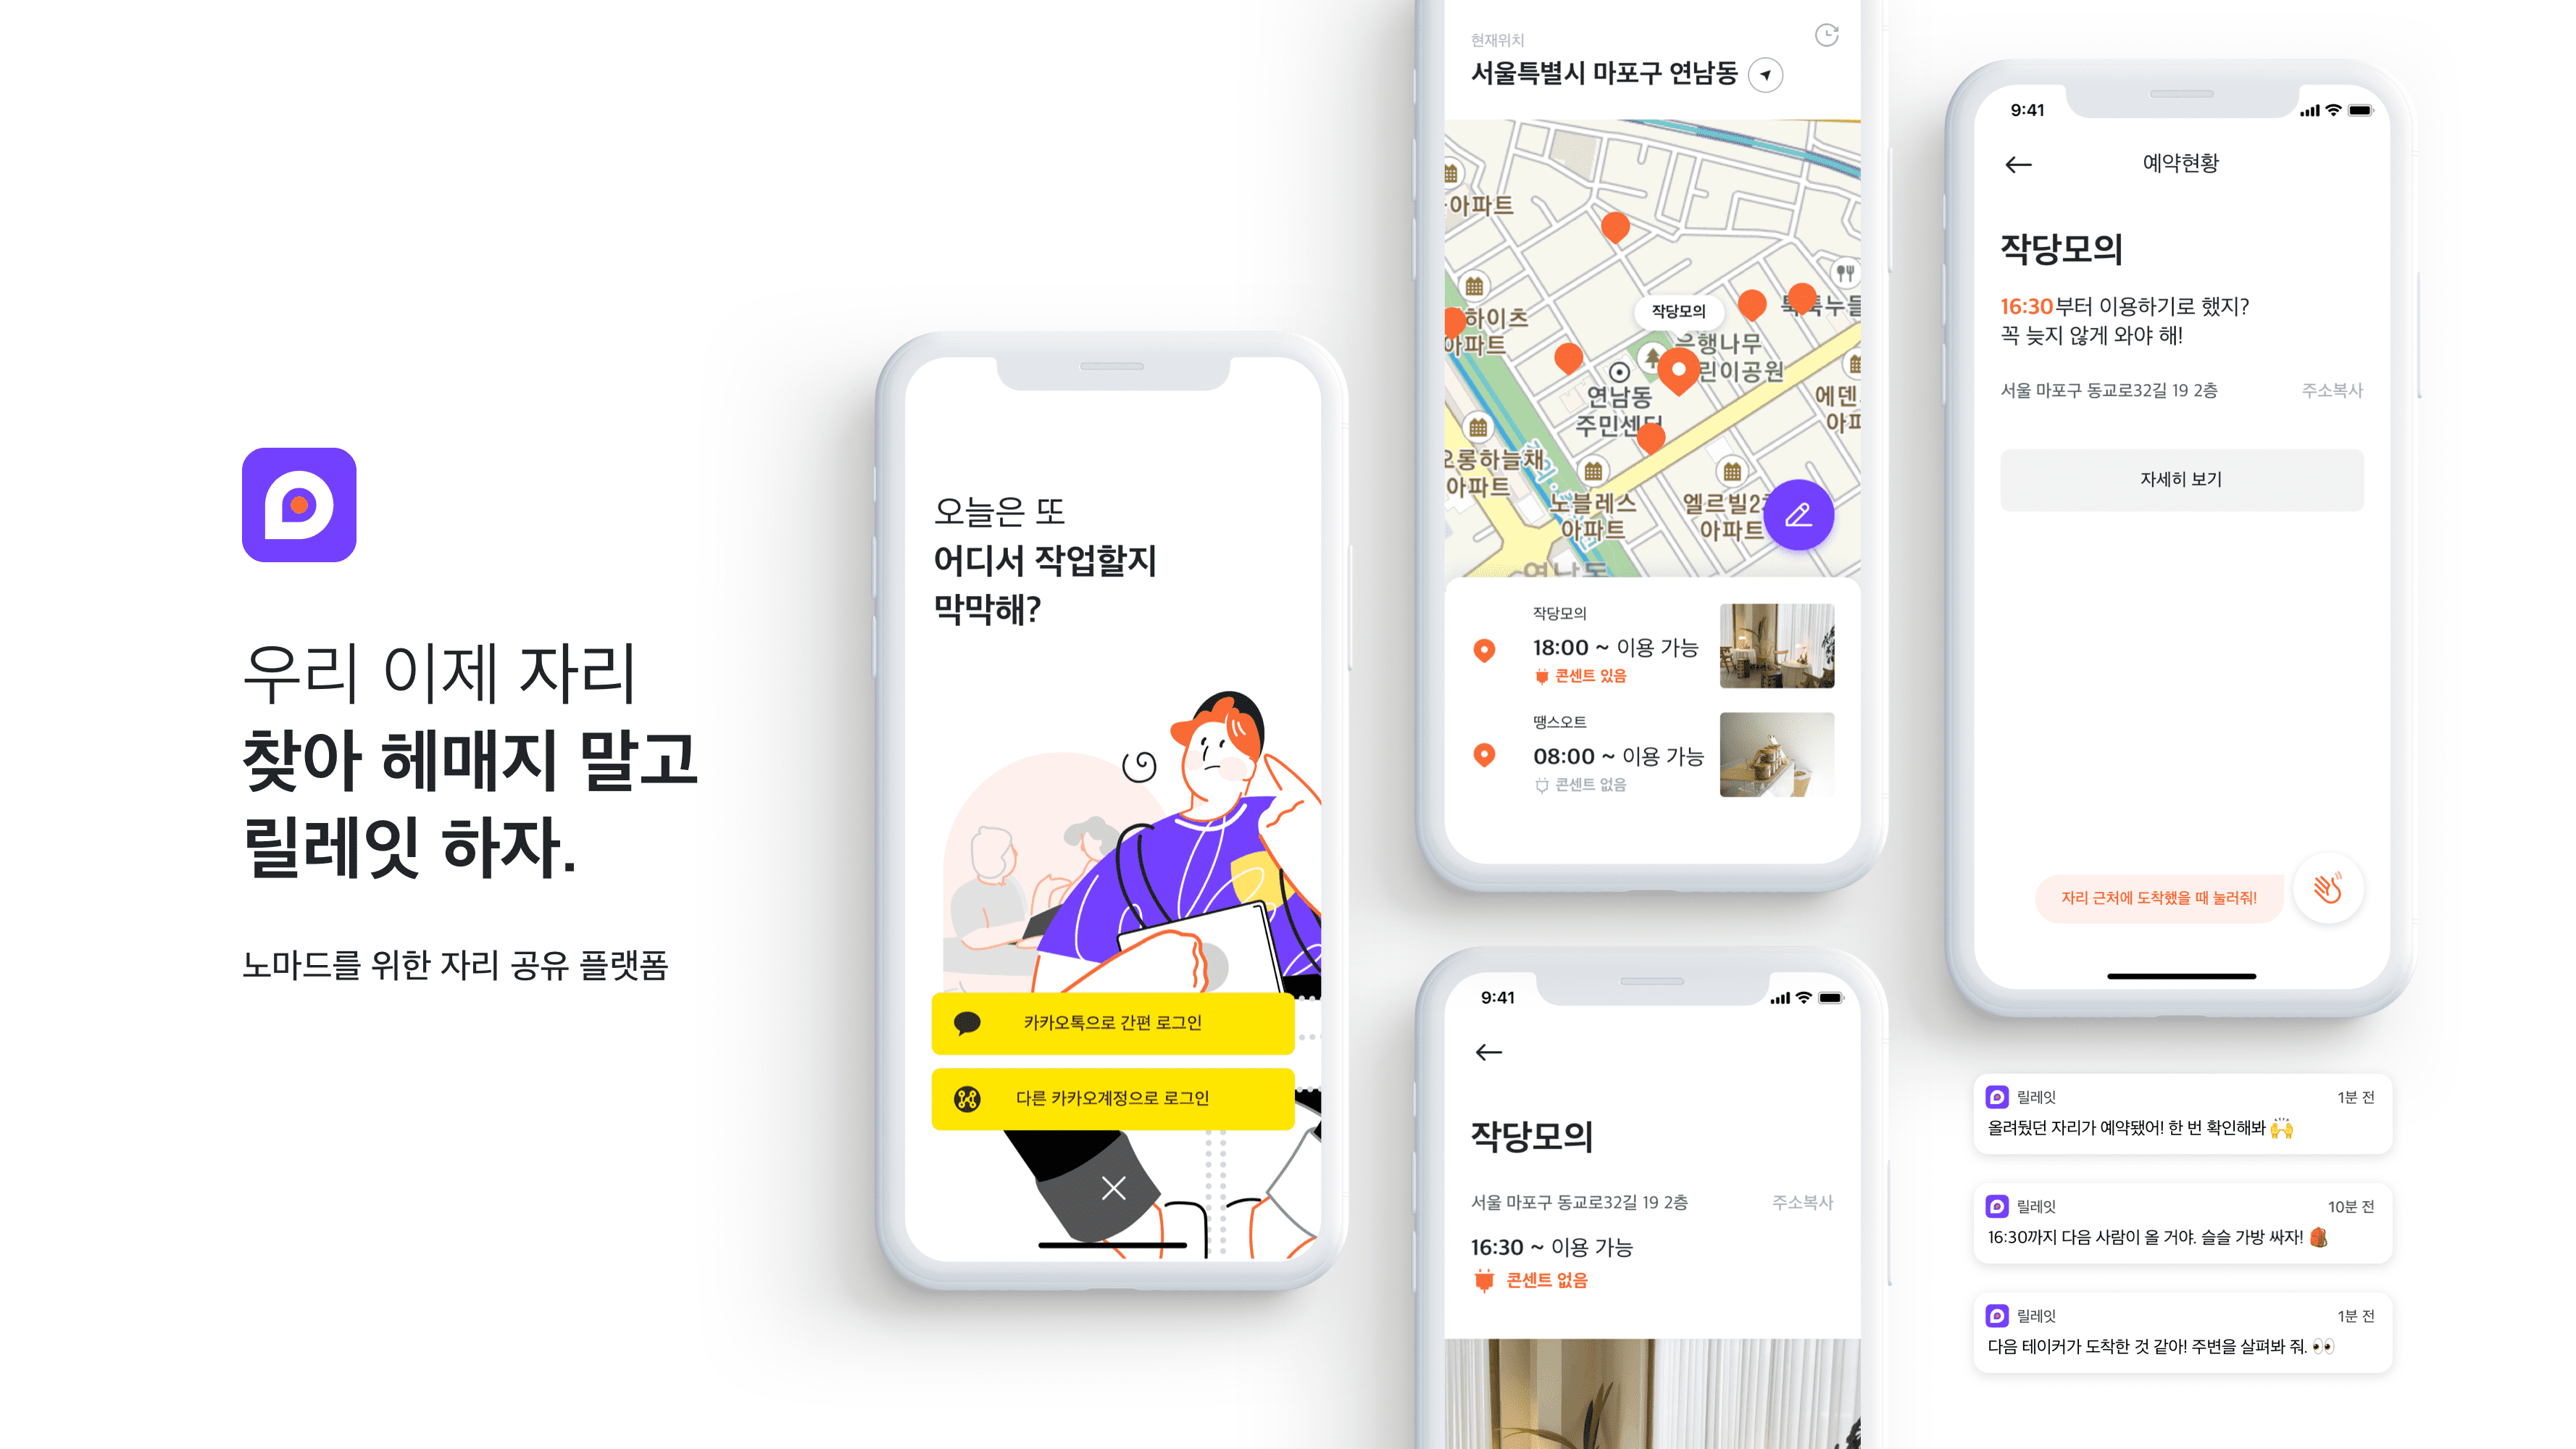 우리 이제 자리
찾아 헤매지 말고
릴레잇 하자.
노마드를 위한 자리 공유 플랫폼
오늘은 또
어디서 작업할지
막막해?
카카오톡으로 간편 로그인
다른 카카오계정으로 로그인
현재위치
서울특별시 마포구 연남동
아파트
하이츠
아파트
작당모의
은행나무
린이공원
연남동
주민센터
에덴
아파
오롱하늘채
아파트
노블레스
아파트
엘르빌2
아파트
연남동
작당모의
18:00 ~ 이용 가능
콘센트 있음
땡스오트
08:00 ~ 이용 가능
콘센트 없음
9:41
작당모의
서울 마포구 동교로32길 19 2층
주소복사
16:30 ~ 이용 가능
콘센트 없음
9:41
예약현황
작당모의
16:30부터 이용하기로 했지?
꼭 늦지 않게 와야 해!
서울 마포구 동교로32길 19 2층
주소복사
자세히 보기
자리 근처에 도착했을 때 눌러줘!
릴레잇
1분 전
올려뒀던 자리가 예약됐어! 한 번 확인해봐 🙌
릴레잇
10분 전
16:30까지 다음 사람이 올 거야. 슬슬 가방 싸자! 🎒
릴레잇
1분 전
다음 테이커가 도착한 것 같아! 주변을 살펴봐 줘. 👀